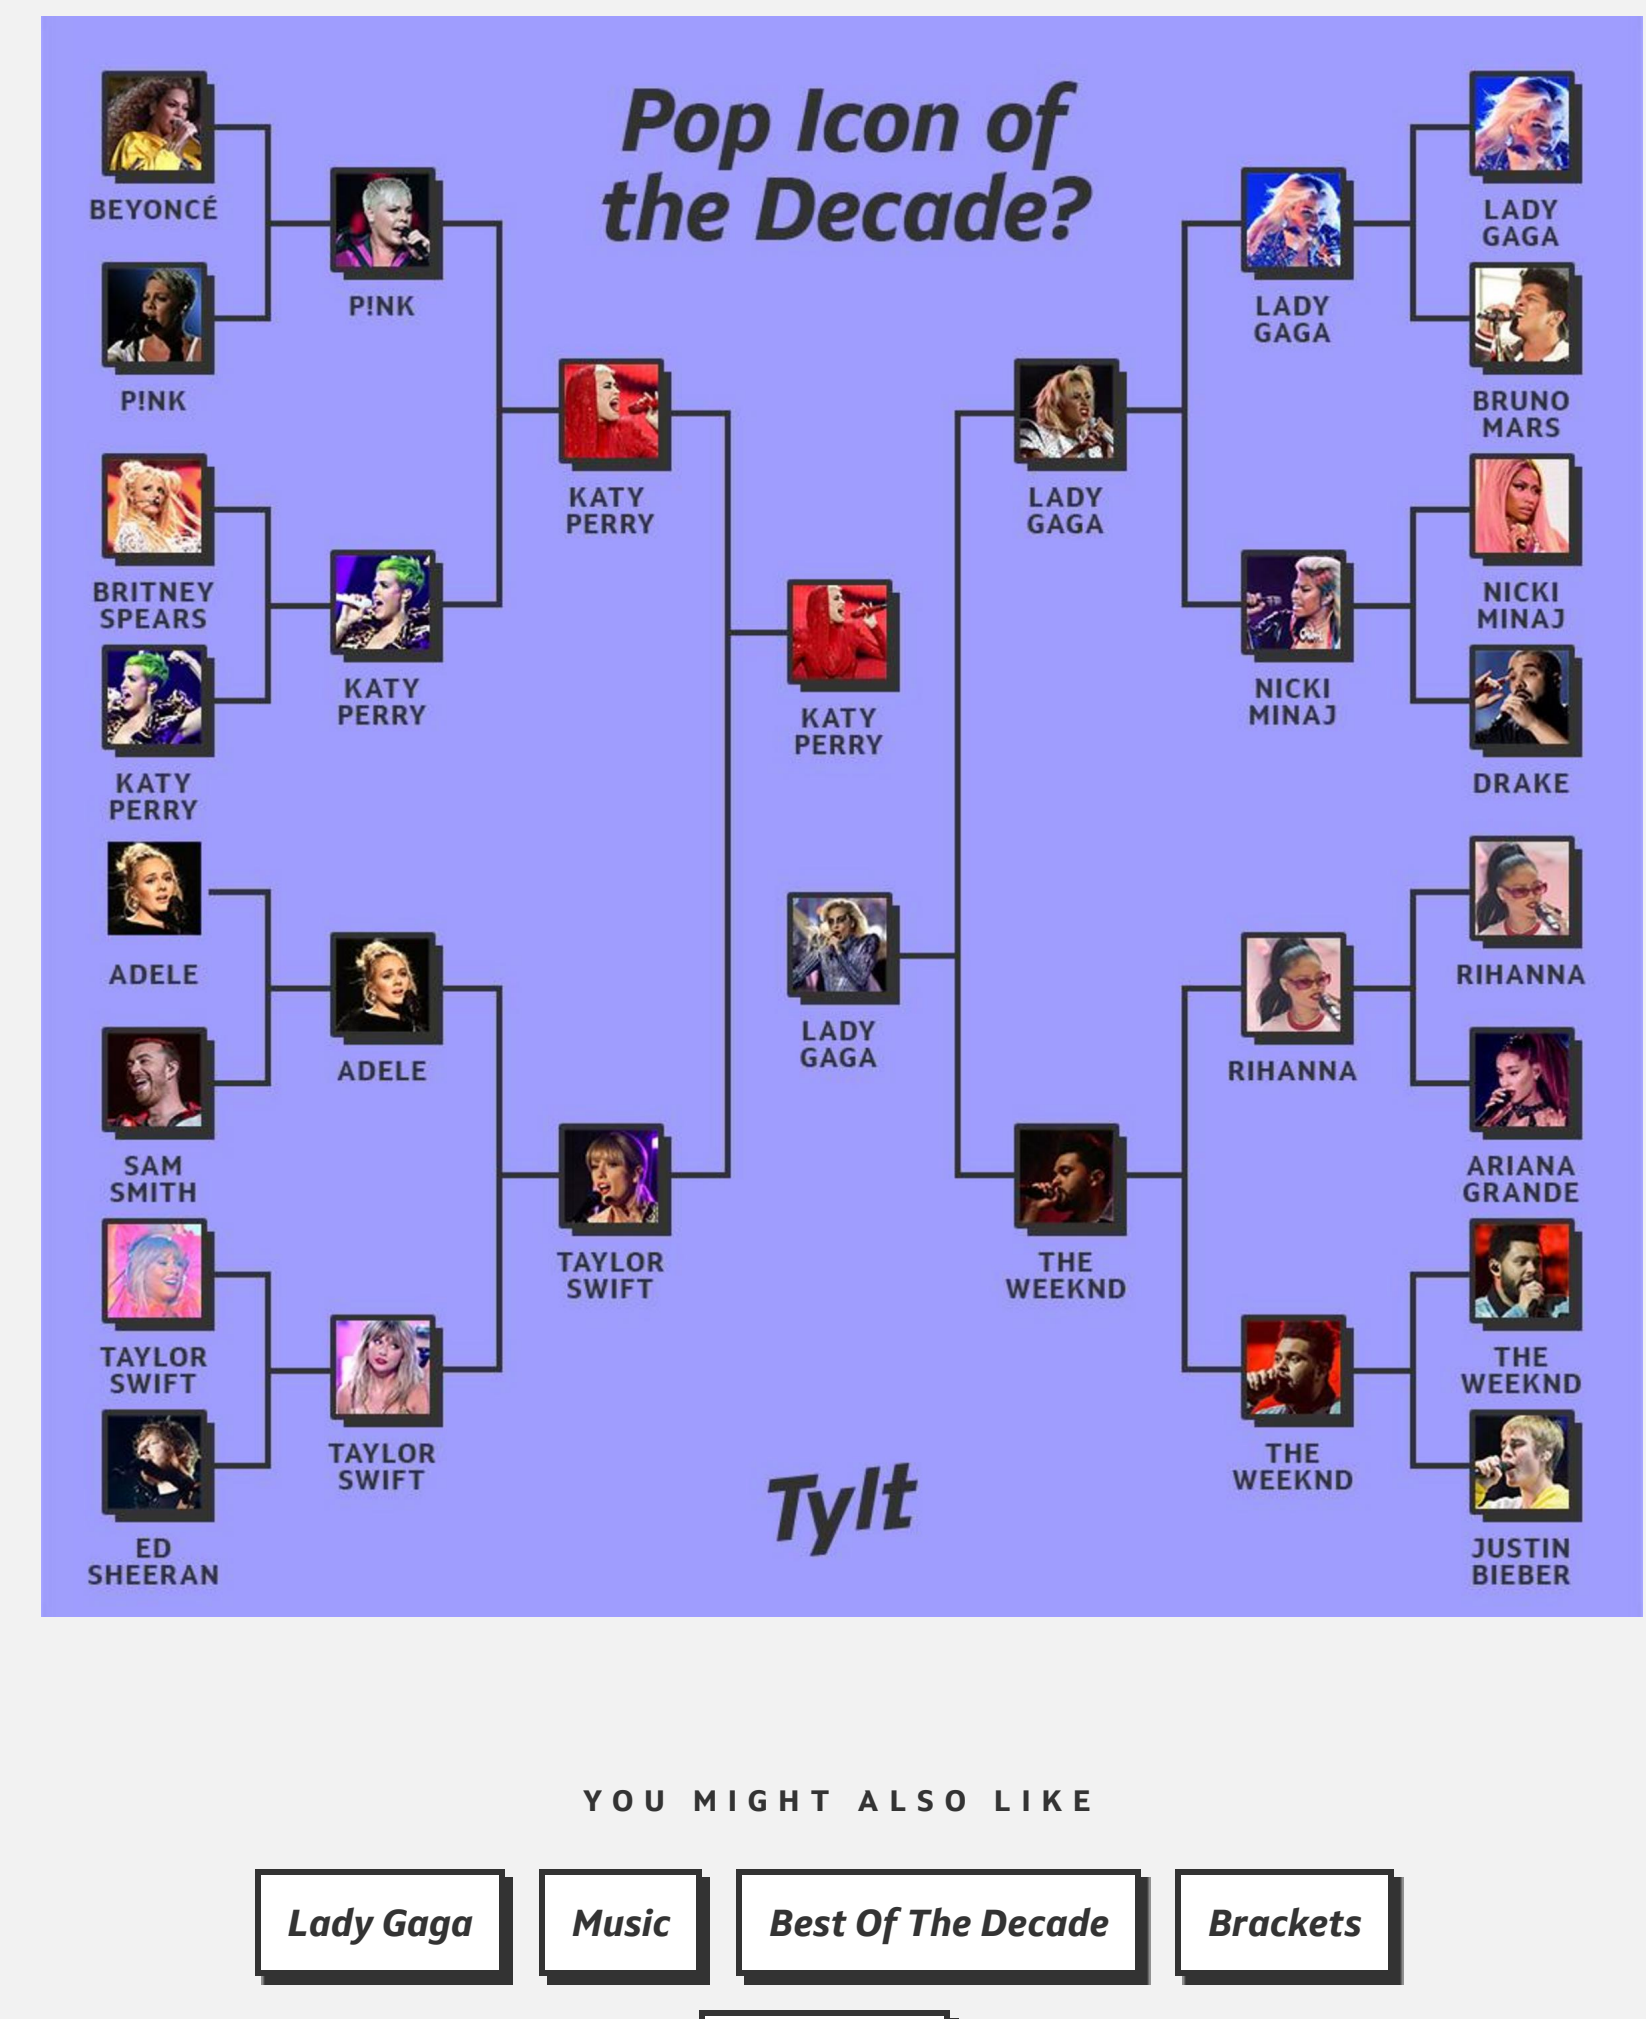 Pop Icon of
the Decade?
BEYONCÉ
P!NK
BRITNEY
SPEARS
KATY
PERRY
ADELE
SAM
SMITH
TAYLOR
SWIFT
ED
SHEERAN
P!NK
KATY
PERRY
ADELE
TAYLOR
SWIFT
KATY
PERRY
TAYLOR
SWIFT
KATY
PERRY
LADY
GAGA
LADY
GAGA
THE
WEEKND
LADY
GAGA
NICKI
MINAJ
RIHANNA
THE
WEEKND
LADY
GAGA
BRUNO
MARS
NICKI
MINAJ
DRAKE
RIHANNA
ARIANA
GRANDE
THE
WEEKND
JUSTIN
BIEBER
Tylt
YOU MIGHT ALSO LIKE
Lady Gaga
Music
Best Of The Decade
Brackets